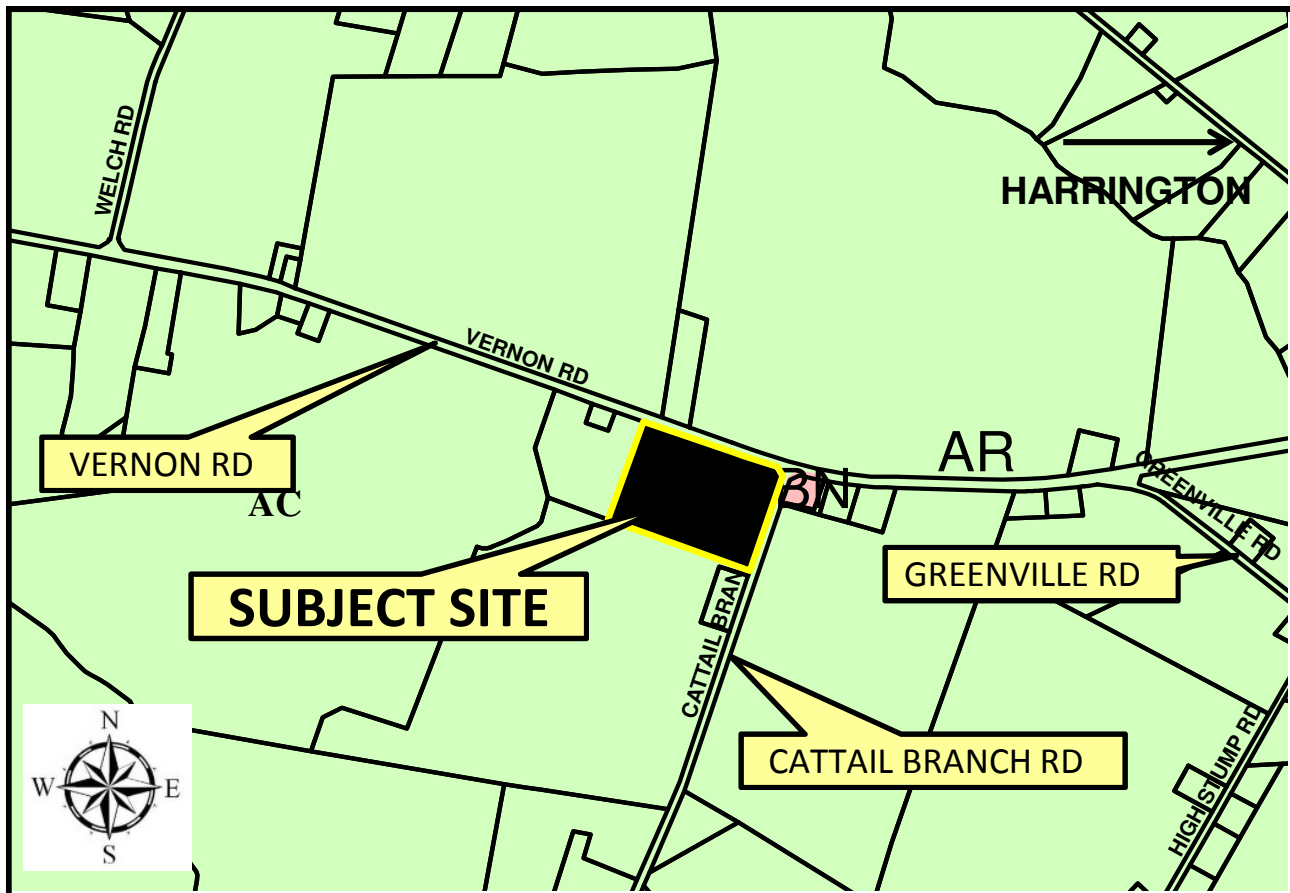 WELCH RD
HARRINGTON
VERNON RD
VERNON RD
AC
AR
BN
GREENVILLE RD
GREENVILLE RD
SUBJECT SITE
CATTAIL BRAN
CATTAIL BRANCH RD
HIGH STUMP RD
N
W E
S